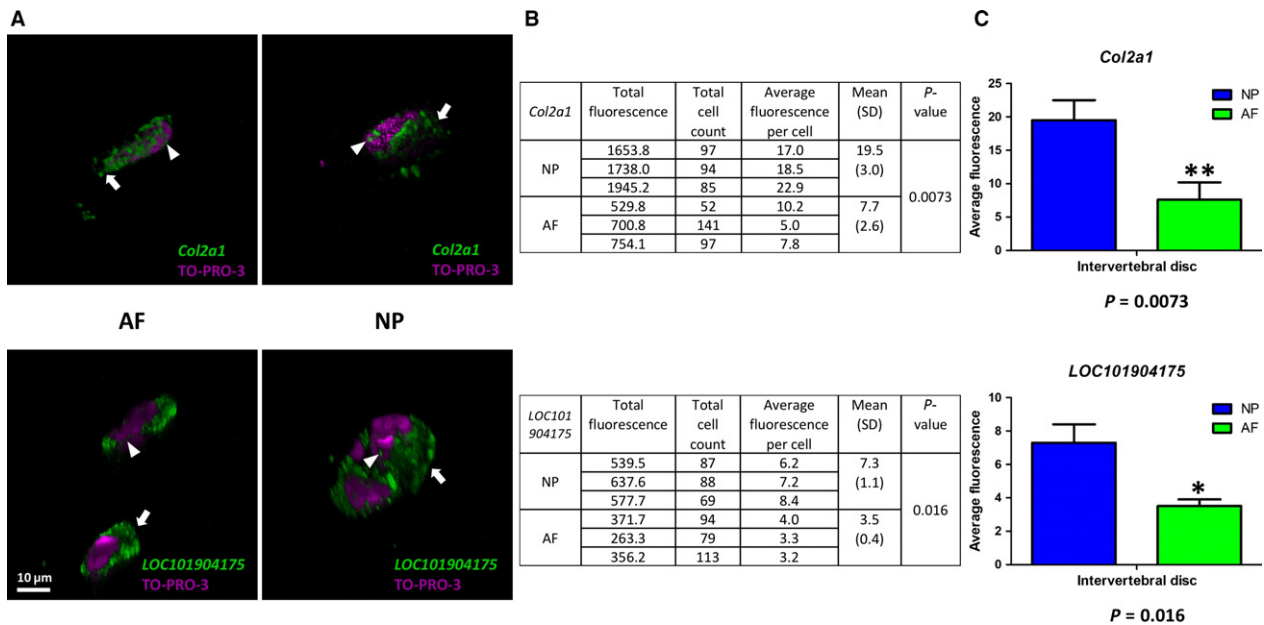 A
Col2a1
TO-PRO-3
Col2a1
TO-PRO-3
AF
NP
LOC101904175
TO-PRO-3
10 µm
LOC101904175
TO-PRO-3
B
Col2a1 Total fluorescence Total cell count Average fluorescence per cell Mean (SD) P-value
NP 1653.8 97 17.0 19.5 (3.0) 0.0073
1738.0 94 18.5
1945.2 85 22.9
AF 529.8 52 10.2 7.7 (2.6)
700.8 141 5.0
754.1 97 7.8
LOC101904175 Total fluorescence Total cell count Average fluorescence per cell Mean (SD) P-value
NP 539.5 87 6.2 7.3 (1.1) 0.016
637.6 88 7.2
577.7 69 8.4
AF 371.7 94 4.0 3.5 (0.4)
263.3 79 3.3
356.2 113 3.2
C
Col2a1
Average fluorescence
25
20
15
10
5
0
NP
AF
**
Intervertebral disc
P = 0.0073
LOC101904175
Average fluorescence
8
6
4
2
0
NP
AF
*
Intervertebral disc
P = 0.016